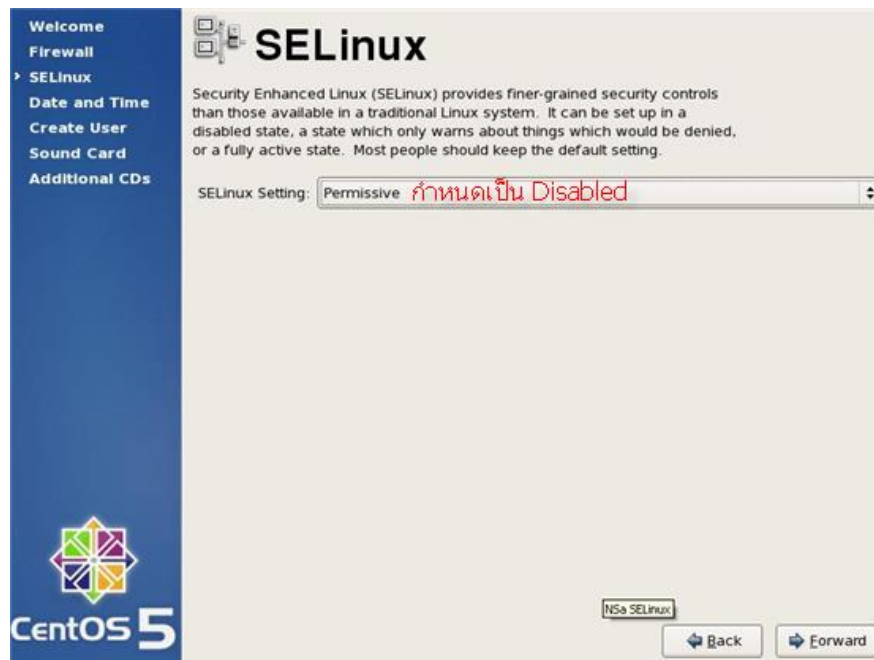 Welcome
Firewall
SELinux
Date and Time
Create User
Sound Card
Additional CDs
SELinux
Security Enhanced Linux (SELinux) provides finer-grained security controls
than those available in a traditional Linux system. It can be set up in a
disabled state, a state which only warns about things which would be denied,
or a fully active state. Most people should keep the default setting.
SELinux Setting: Permissive กำหนดเป็น Disabled
NSa SELinux
CentOS 5
Back
Forward